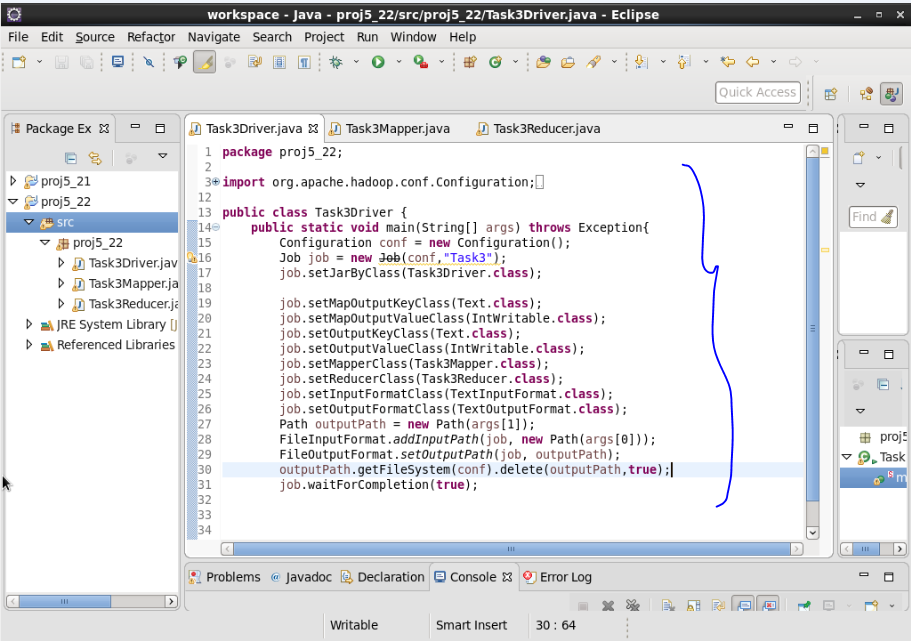 workspace - Java - proj5_22/src/proj5_22/Task3Driver.java - Eclipse
File Edit Source Refactor Navigate Search Project Run Window Help
Quick Access
Package Ex
proj5_21
proj5_22
src
proj5_22
Task3Driver.jav
Task3Mapper.ja
Task3Reducer.ja
JRE System Library [J
Referenced Libraries
Task3Driver.java Task3Mapper.java Task3Reducer.java
1 package proj5_22;
2
3 import org.apache.hadoop.conf.Configuration;
12
13 public class Task3Driver {
14 public static void main(String[] args) throws Exception{
15 Configuration conf = new Configuration();
16 Job job = new Job(conf,"Task3");
17 job.setJarByClass(Task3Driver.class);
18
19 job.setMapOutputKeyClass(Text.class);
20 job.setMapOutputValueClass(IntWritable.class);
21 job.setOutputKeyClass(Text.class);
22 job.setOutputValueClass(IntWritable.class);
23 job.setMapperClass(Task3Mapper.class);
24 job.setReducerClass(Task3Reducer.class);
25 job.setInputFormatClass(TextInputFormat.class);
26 job.setOutputFormatClass(TextOutputFormat.class);
27 Path outputPath = new Path(args[1]);
28 FileInputFormat.addInputPath(job, new Path(args[0]));
29 FileOutputFormat.setOutputPath(job, outputPath);
30 outputPath.getFileSystem(conf).delete(outputPath,true);
31 job.waitForCompletion(true);
32
33
34
Find
proj5
Task
m
Problems Javadoc Declaration Console Error Log
Writable Smart Insert 30 : 64